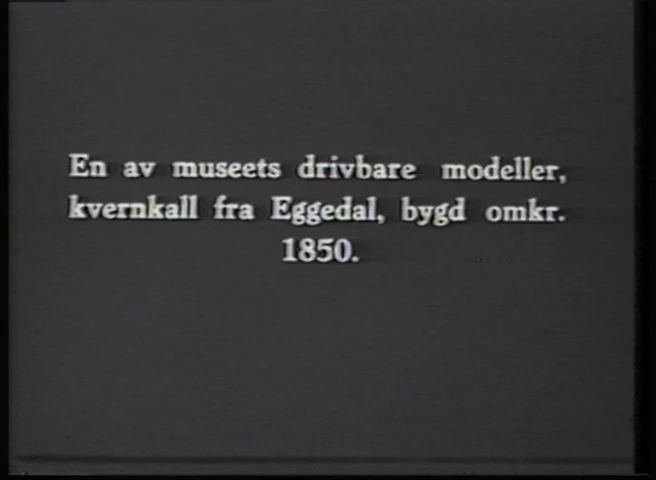 En av museets drivbare modeller,
kvernkall fra Eggedal, bygd omkr.
1850.